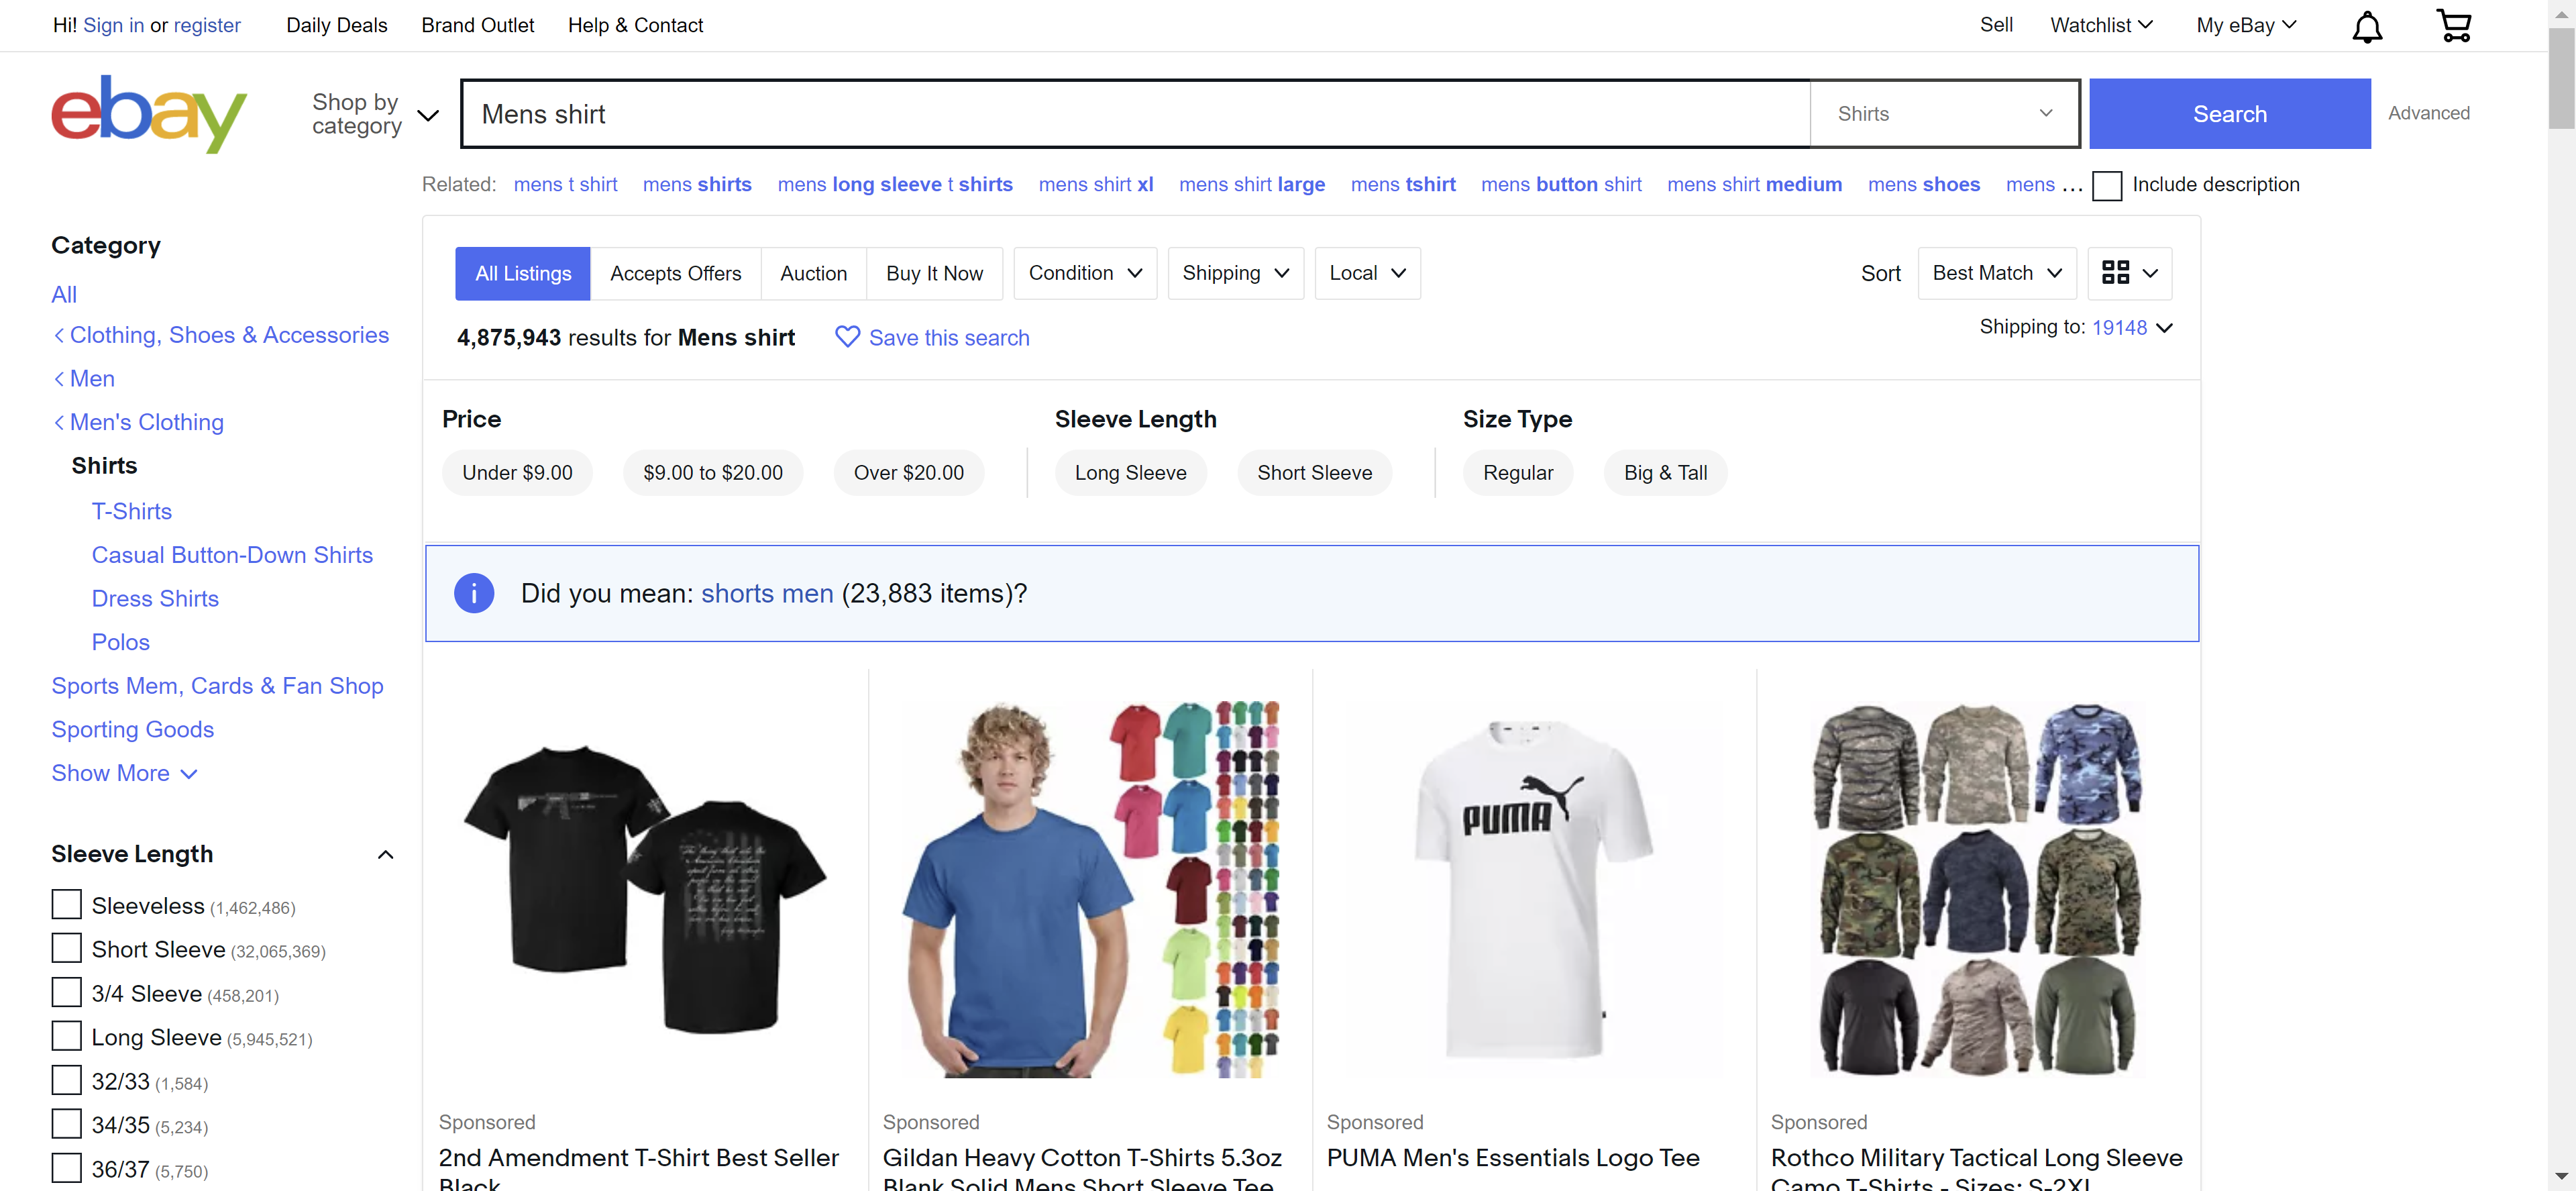 Hi! Sign in or register Daily Deals Brand Outlet Help & Contact Sell Watchlist My eBay
ebay
Shop by category
Mens shirt
Shirts
Search
Advanced
Related: mens t shirt mens shirts mens long sleeve t shirts mens shirt xl mens shirt large mens tshirt mens button shirt mens shirt medium mens shoes mens ...
Include description
Category
All
Clothing, Shoes & Accessories
Men
Men's Clothing
Shirts
T-Shirts
Casual Button-Down Shirts
Dress Shirts
Polos
Sports Mem, Cards & Fan Shop
Sporting Goods
Show More
Sleeve Length
Sleeveless (1,462,486)
Short Sleeve (32,065,369)
3/4 Sleeve (458,201)
Long Sleeve (5,945,521)
32/33 (1,584)
34/35 (5,234)
36/37 (5,750)
All Listings Accepts Offers Auction Buy It Now Condition Shipping Local Sort Best Match
4,875,943 results for Mens shirt Save this search
Shipping to: 19148
Price
Under $9.00 $9.00 to $20.00 Over $20.00
Sleeve Length
Long Sleeve Short Sleeve
Size Type
Regular Big & Tall
Did you mean: shorts men (23,883 items)?
PUMA
Sponsored
2nd Amendment T-Shirt Best Seller
Black
Sponsored
Gildan Heavy Cotton T-Shirts 5.3oz
Blank Solid Mens Short Sleeve Tee
Sponsored
PUMA Men's Essentials Logo Tee
Sponsored
Rothco Military Tactical Long Sleeve
Camo T-Shirts - Sizes: S-2XL